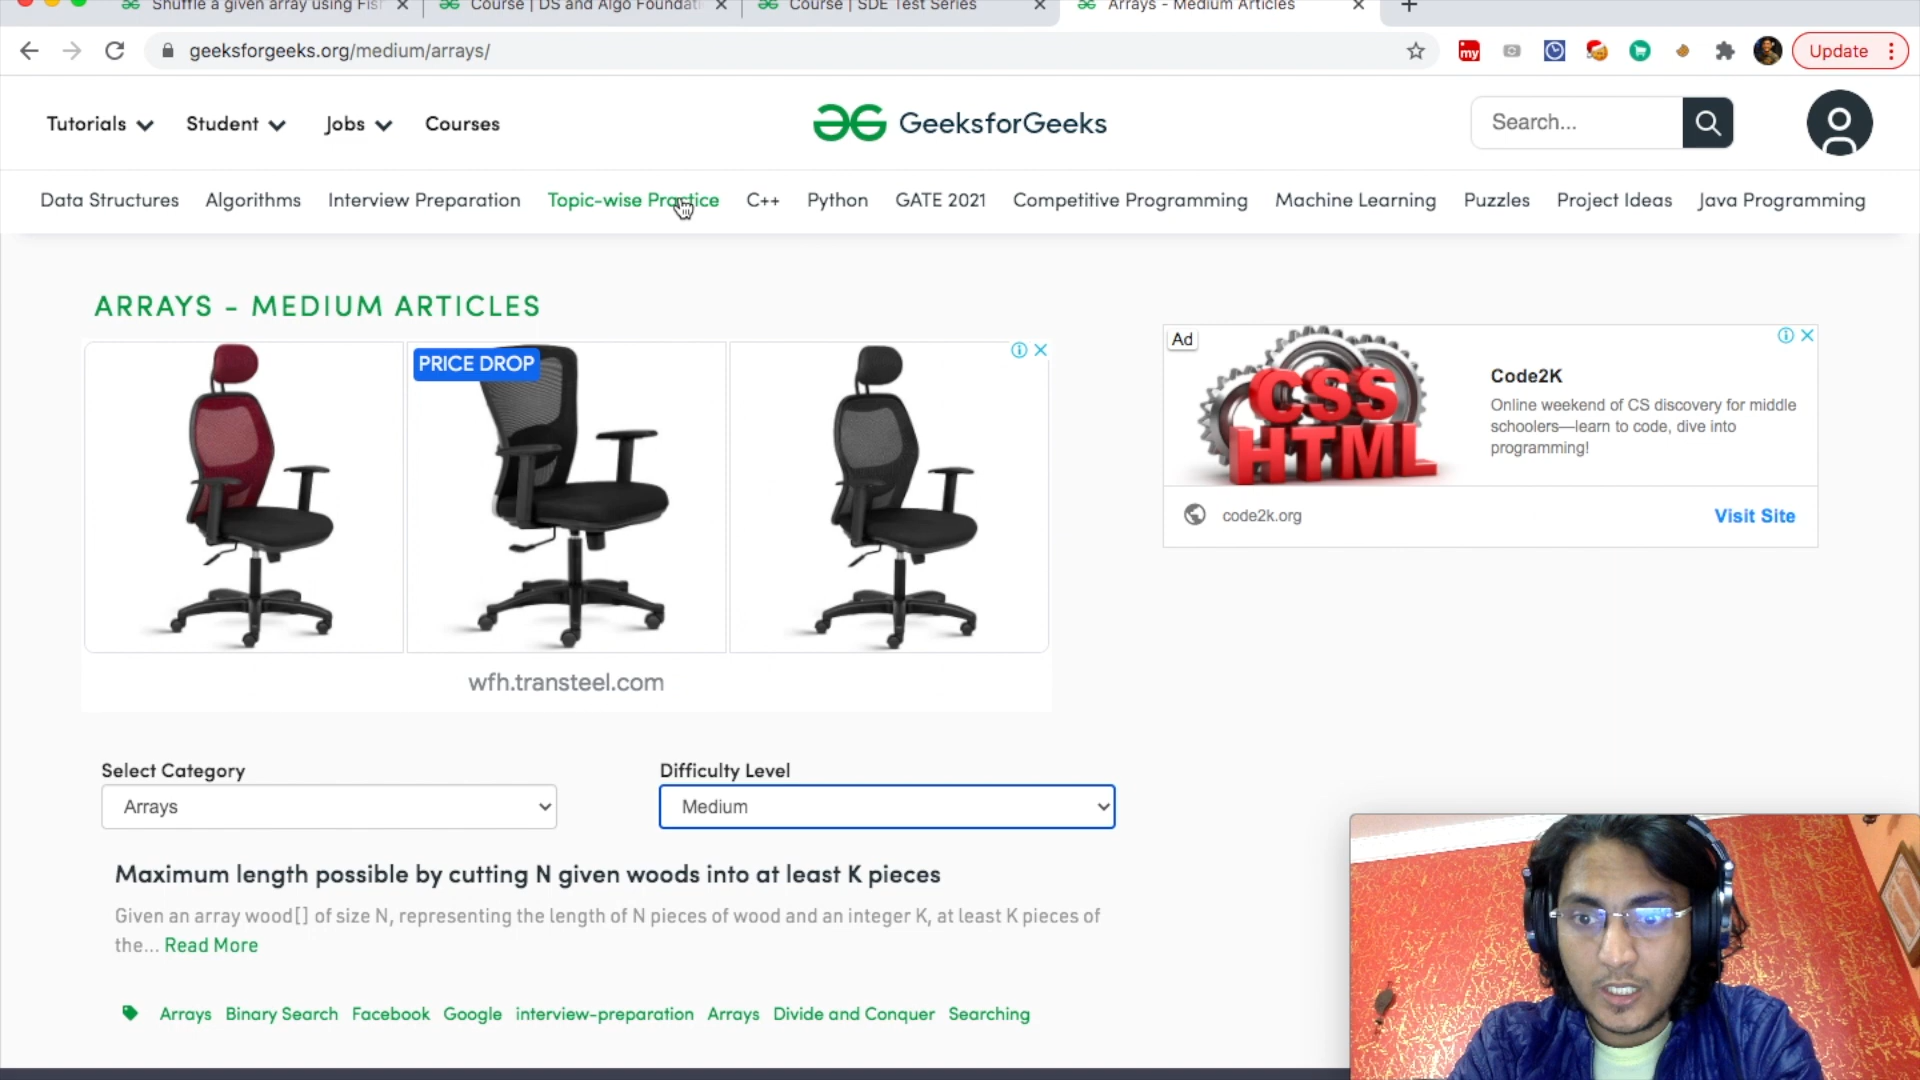 Shuffle a given array using Fish
Course | DS and Algo Foundati
Course | SDE Test Series
Arrays - Medium Articles
geeksforgeeks.org/medium/arrays/
my
Update
Tutorials
Student
Jobs
Courses
GeeksforGeeks
Search...
Data Structures
Algorithms
Interview Preparation
Topic-wise Practice
C++
Python
GATE 2021
Competitive Programming
Machine Learning
Puzzles
Project Ideas
Java Programming
ARRAYS - MEDIUM ARTICLES
PRICE DROP
wfh.transteel.com
Ad
CSS
HTML
Code2K
Online weekend of CS discovery for middle
schoolers—learn to code, dive into
programming!
code2k.org
Visit Site
Select Category
Difficulty Level
Arrays
Medium
Maximum length possible by cutting N given woods into at least K pieces
Given an array wood[] of size N, representing the length of N pieces of wood and an integer K, at least K pieces of
the... Read More
Arrays Binary Search Facebook Google interview-preparation Arrays Divide and Conquer Searching